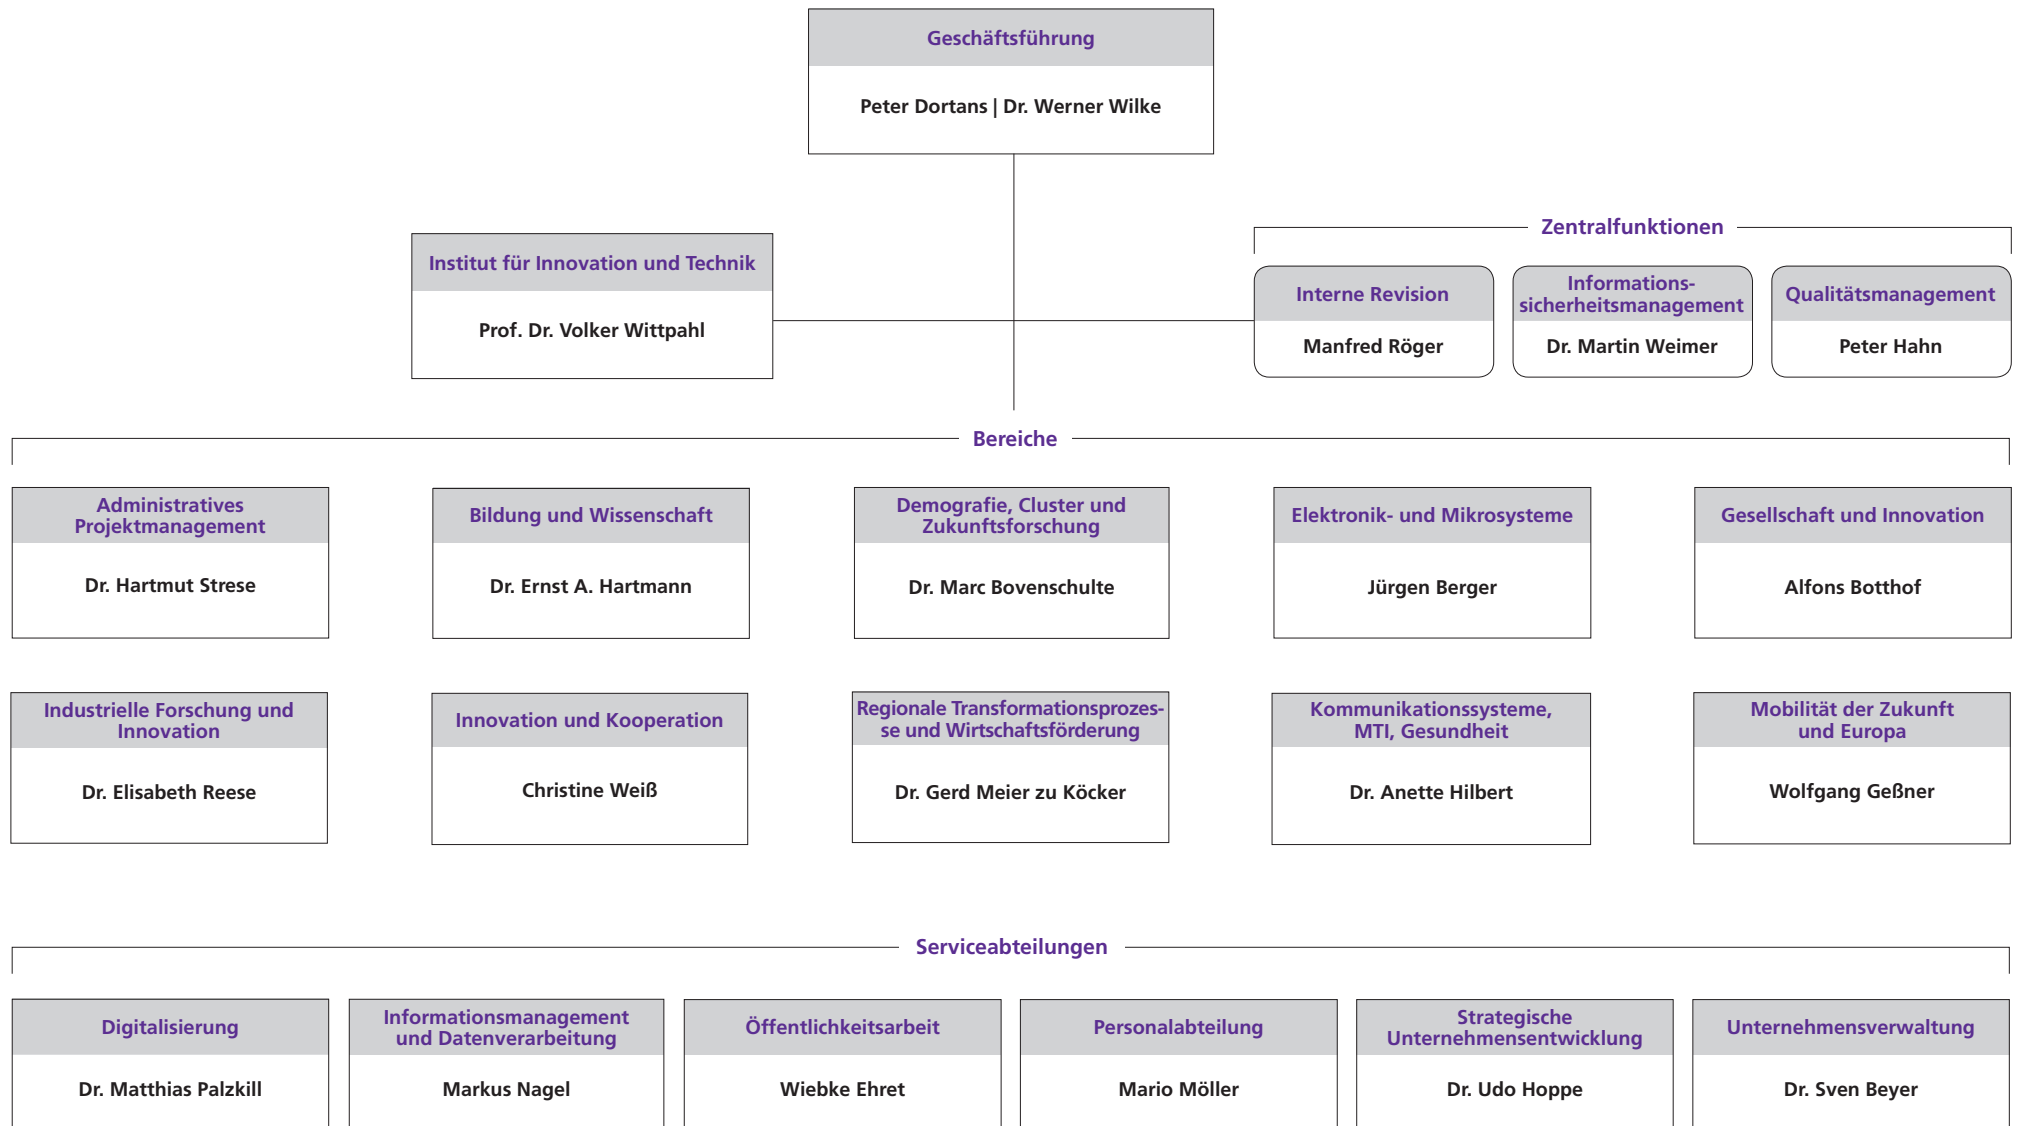 Geschäftsführung
Peter Dortans | Dr. Werner Wilke
Institut für Innovation und Technik
Prof. Dr. Volker Wittpahl
Zentralfunktionen
Interne Revision
Manfred Röger
Informations-
sicherheitsmanagement
Dr. Martin Weimer
Qualitätsmanagement
Peter Hahn
Bereiche
Administratives
Projektmanagement
Dr. Hartmut Strese
Bildung und Wissenschaft
Dr. Ernst A. Hartmann
Demografie, Cluster und
Zukunftsforschung
Dr. Marc Bovenschulte
Elektronik- und Mikrosysteme
Jürgen Berger
Gesellschaft und Innovation
Alfons Botthof
Industrielle Forschung und
Innovation
Dr. Elisabeth Reese
Innovation und Kooperation
Christine Weiß
Regionale Transformationsprozes-
se und Wirtschaftsförderung
Dr. Gerd Meier zu Köcker
Kommunikationssysteme,
MTI, Gesundheit
Dr. Anette Hilbert
Mobilität der Zukunft
und Europa
Wolfgang Geßner
Serviceabteilungen
Digitalisierung
Dr. Matthias Palzkill
Informationsmanagement
und Datenverarbeitung
Markus Nagel
Öffentlichkeitsarbeit
Wiebke Ehret
Personalabteilung
Mario Möller
Strategische
Unternehmensentwicklung
Dr. Udo Hoppe
Unternehmensverwaltung
Dr. Sven Beyer